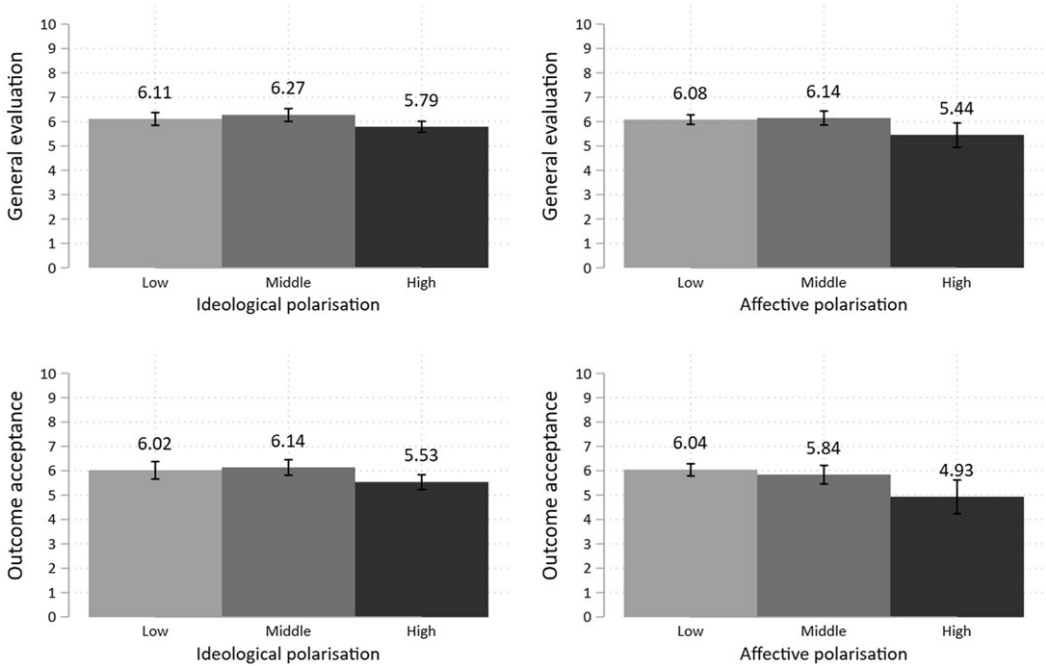 General evaluation
10
9
8
7
6
5
4
3
2
1
0
6.11
6.27
5.79
Low
Middle
High
Ideological polarisation
General evaluation
10
9
8
7
6
5
4
3
2
1
0
6.08
6.14
5.44
Low
Middle
High
Affective polarisation
Outcome acceptance
10
9
8
7
6
5
4
3
2
1
0
6.02
6.14
5.53
Low
Middle
High
Ideological polarisation
Outcome acceptance
10
9
8
7
6
5
4
3
2
1
0
6.04
5.84
4.93
Low
Middle
High
Affective polarisation